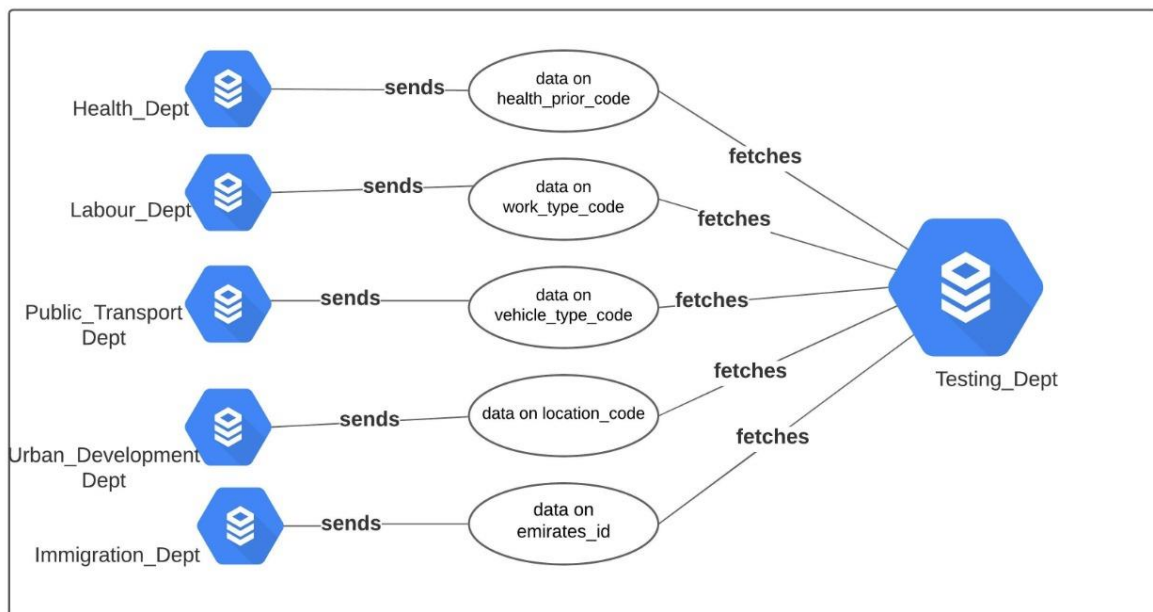 sends
data on
health_prior_code
Health_Dept
fetches
sends
data on
work_type_code
Labour_Dept
fetches
sends
data on
vehicle_type_code
fetches
Public_Transport
Dept
fetches
Testing_Dept
sends
data on location_code
Urban_Development
Dept
fetches
sends
data on
emirates_id
Immigration_Dept